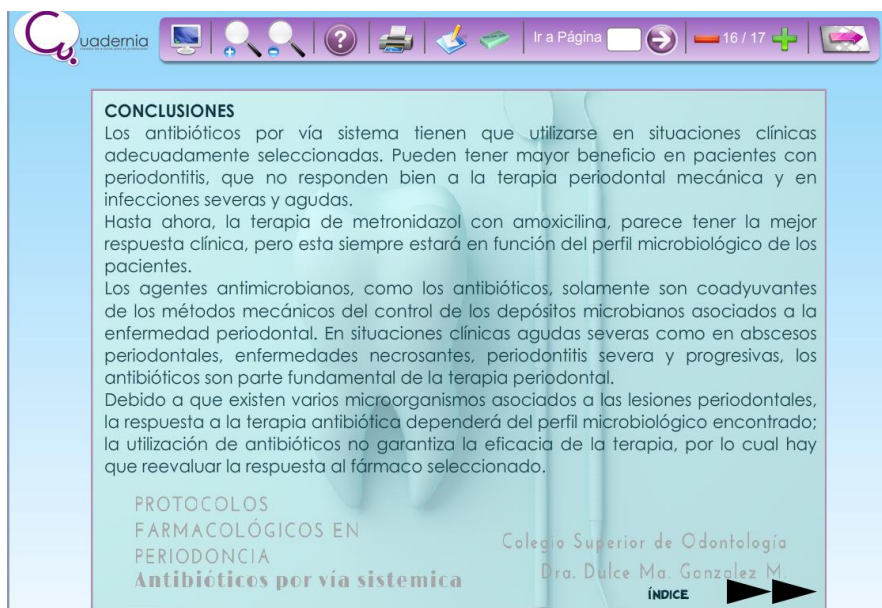 Cuadernia
Ir a Página
16 / 17
CONCLUSIONES
Los antibióticos por vía sistema tienen que utilizarse en situaciones clínicas
adecuadamente seleccionadas. Pueden tener mayor beneficio en pacientes con
periodontitis, que no responden bien a la terapia periodontal mecánica y en
infecciones severas y agudas.
Hasta ahora, la terapia de metronidazol con amoxicilina, parece tener la mejor
respuesta clínica, pero esta siempre estará en función del perfil microbiológico de los
pacientes.
Los agentes antimicrobianos, como los antibióticos, solamente son coadyuvantes
de los métodos mecánicos del control de los depósitos microbianos asociados a la
enfermedad periodontal. En situaciones clínicas agudas severas como en abscesos
periodontales, enfermedades necrosantes, periodontitis severa y progresivas, los
antibióticos son parte fundamental de la terapia periodontal.
Debido a que existen varios microorganismos asociados a las lesiones periodontales,
la respuesta a la terapia antibiótica dependerá del perfil microbiológico encontrado;
la utilización de antibióticos no garantiza la eficacia de la terapia, por lo cual hay
que reevaluar la respuesta al fármaco seleccionado.
PROTOCOLOS
FARMACOLÓGICOS EN
PERIODONCIA
Antibióticos por vía sistemica
Colegio Superior de Odontología
Dra. Dulce Ma. Gonzalez M.
ÍNDICE